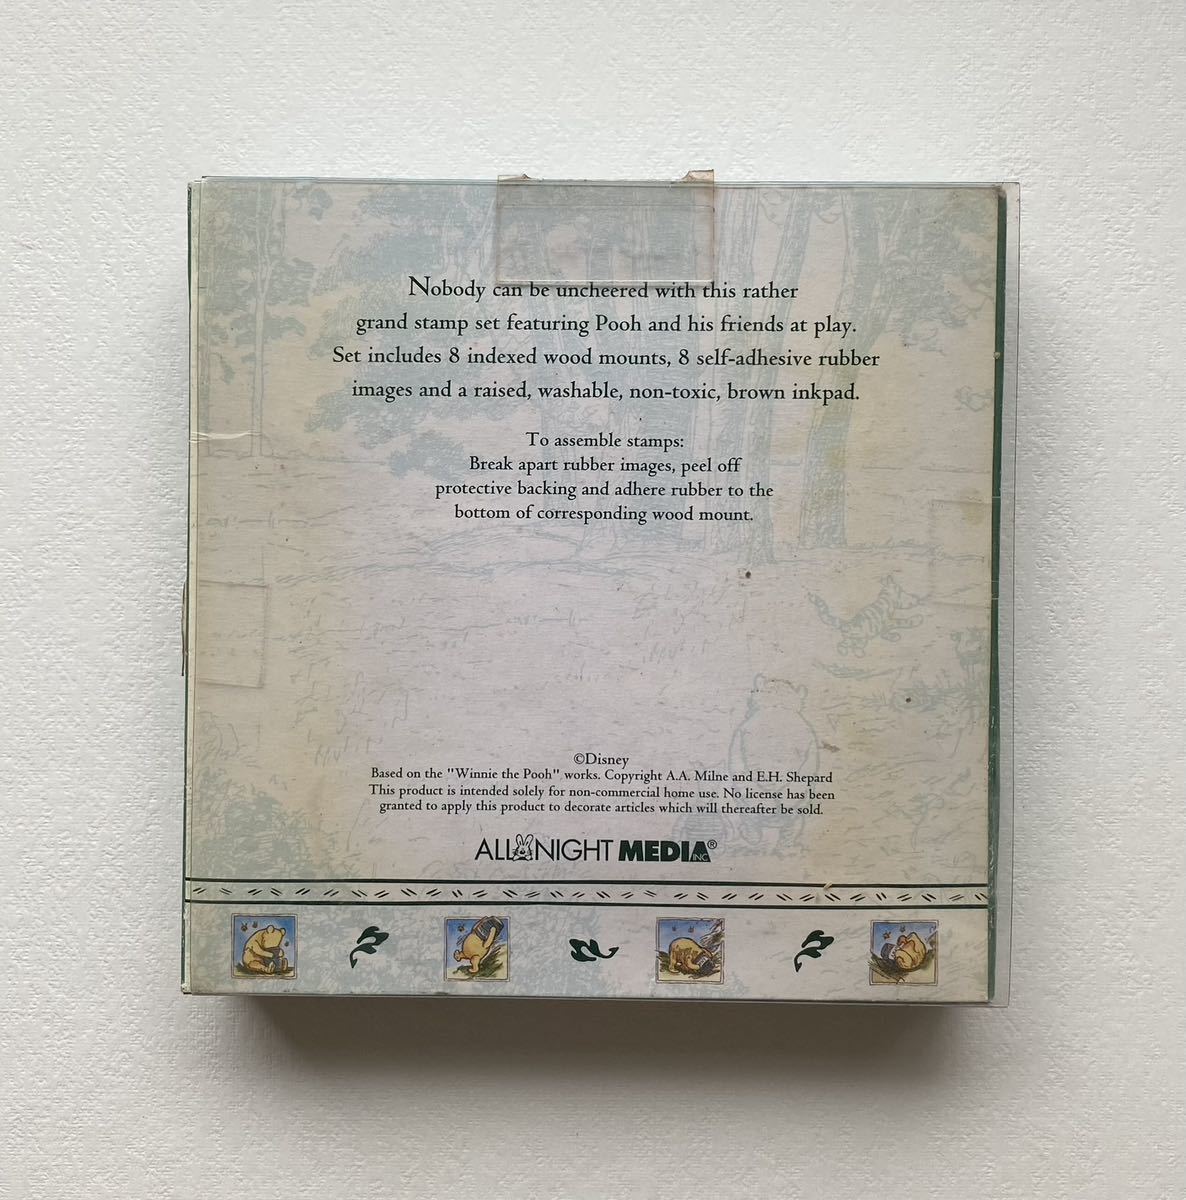 Nobody can be uncheered with this rather
grand stamp set featuring Pooh and his friends at play.
Set includes 8 indexed wood mounts, 8 self-adhesive rubber
images and a raised, washable, non-toxic, brown inkpad.
To assemble stamps:
Break apart rubber images, peel off
protective backing and adhere rubber to the
bottom of corresponding wood mount.
©Disney
Based on the "Winnie the Pooh" works. Copyright A.A. Milne and E.H. Shepard
This product is intended solely for non-commercial home use. No license has been
granted to apply this product to decorate articles which will thereafter be sold.
ALL NIGHT MEDIA INC ®